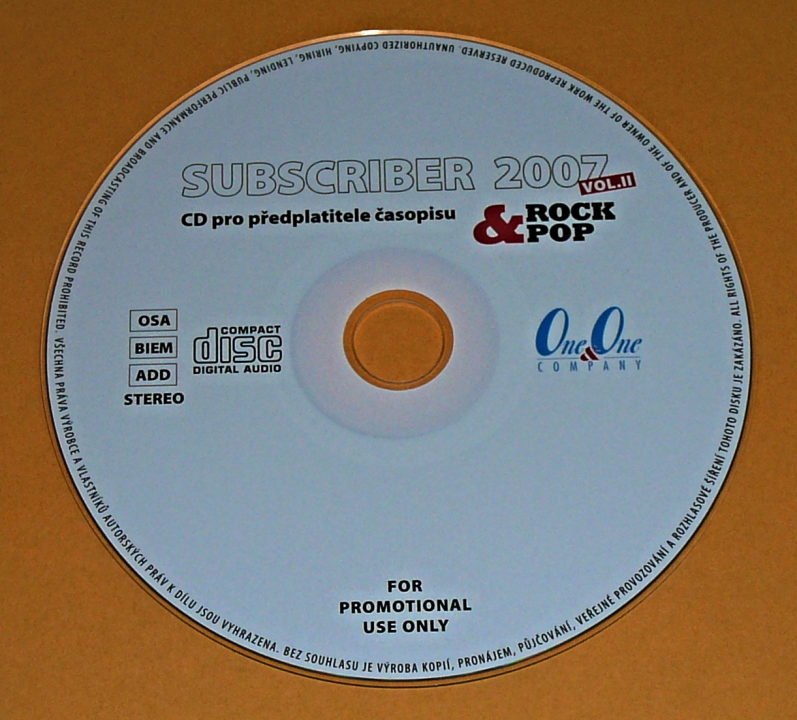 SUBSCRIBER 2007
VOL.II
CD pro předplatitele časopisu
ROCK
& POP
OSA
BIEM
ADD
STEREO
COMPACT
disc
DIGITAL AUDIO
One & One
COMPANY
FOR
PROMOTIONAL
USE ONLY
VŠECHNA PRÁVA VÝROBCE A VLASTNÍKŮ AUTORSKÝCH PRÁV K DÍLU JSOU VYHRAZENA. BEZ SOUHLASU JE VÝROBA KOPIÍ, PRONÁJEM, PŮJČOVÁNÍ, VEŘEJNÉ PROVOZOVÁNÍ A ROZHLASOVÉ ŠÍŘENÍ TOHOTO DISKU JE ZAKÁZÁNO. ALL RIGHTS OF THE PRODUCER AND OF THE OWNER OF THE WORK REPRODUCED RESERVED. UNAUTHORIZED COPYING, HIRING, LENDING, PUBLIC PERFORMANCE AND BROADCASTING OF THIS RECORD PROHIBITED.